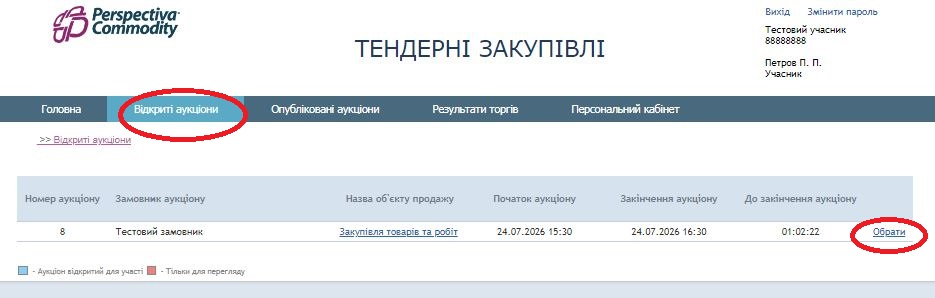 Perspectiva
Commodity
ТЕНДЕРНІ ЗАКУПІВЛІ
Вихід Змінити пароль
Тестовий учасник
88888888
Петров П. П.
Учасник
Головна Відкриті аукціони Опубліковані аукціони Результати торгів Персональний кабінет
>> Відкриті аукціони
Номер аукціону Замовник аукціону Назва об'єкту продажу Початок аукціону Закінчення аукціону До закінчення аукціону
8 Тестовий замовник Закупівля товарів та робіт 24.07.2026 15:30 24.07.2026 16:30 01:02:22 Обрати
- Аукціон відкритий для участі - Тільки для перегляду